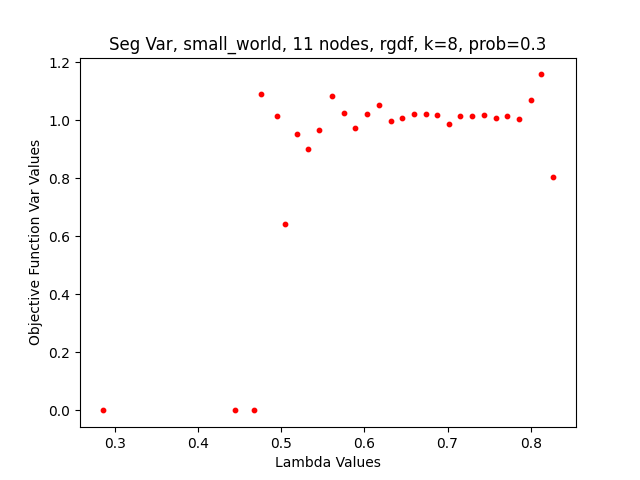 Seg Var, small_world, 11 nodes, rgdf, k=8, prob=0.3
Objective Function Var Values
1.2
1.0
0.8
0.6
0.4
0.2
0.0
0.3 0.4 0.5 0.6 0.7 0.8
Lambda Values